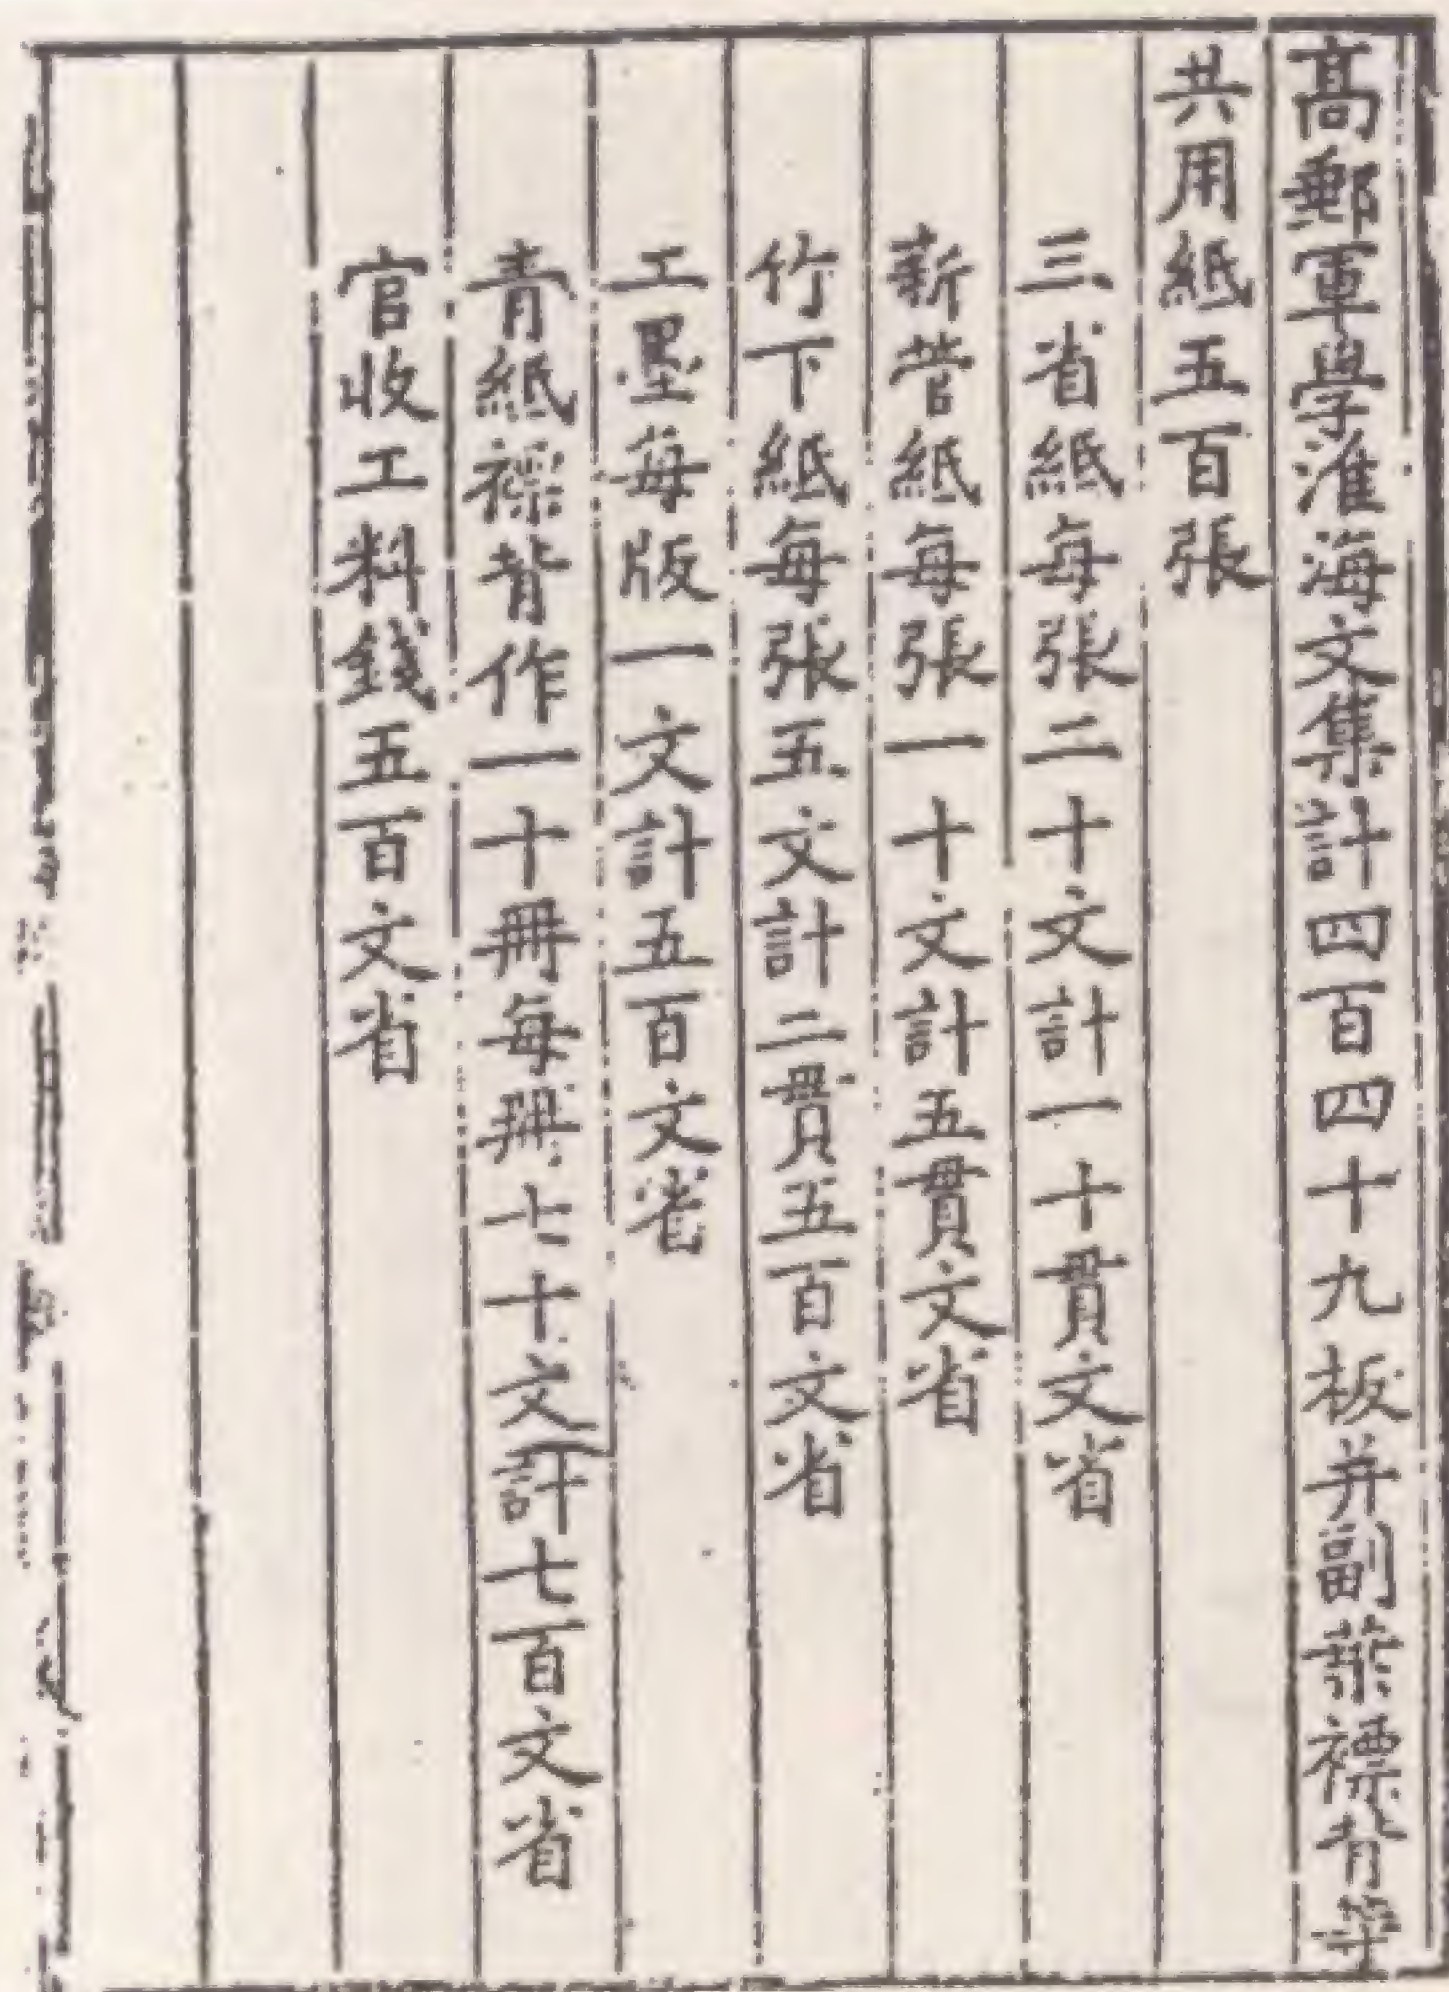 高郵軍學淮海文集計四百四十九板并副葉褾背等
共用紙五百張
三省紙每張二十文計一十貫文省
新管紙每張一十文計五貫文省
竹下紙每張五文計二貫五百文省
工墨每版一文計五百文省
青紙褾背作一十冊每冊七十文計七百文省
官收工料錢五百文省